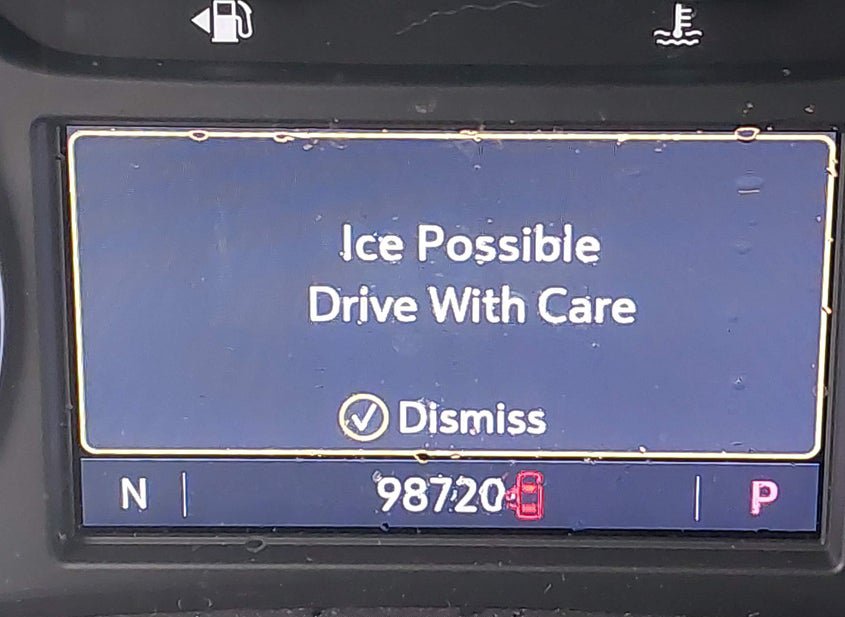 Ice Possible
Drive With Care
Dismiss
N 98720 P